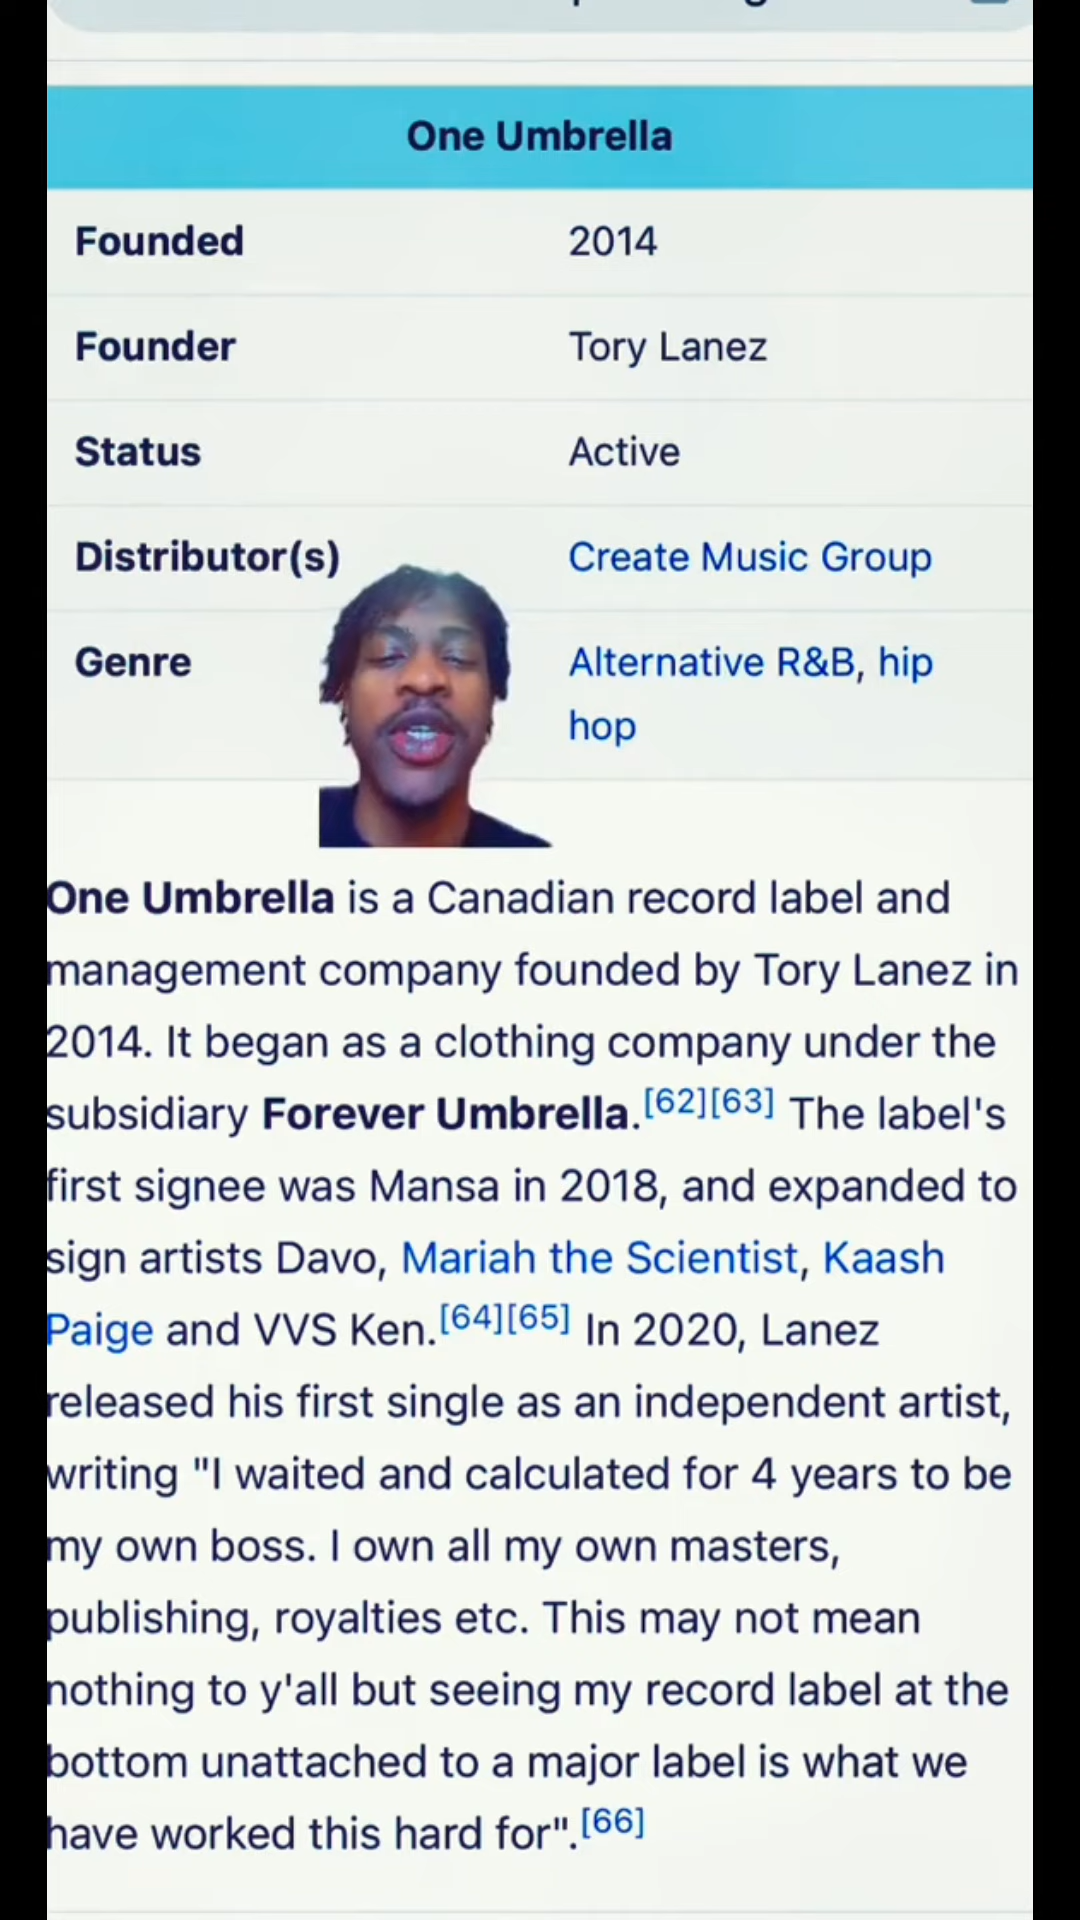 One Umbrella
Founded 2014
Founder Tory Lanez
Status Active
Distributor(s) Create Music Group
Genre Alternative R&B, hip
hop
One Umbrella is a Canadian record label and
management company founded by Tory Lanez in
2014. It began as a clothing company under the
subsidiary Forever Umbrella.[62][63] The label's
first signee was Mansa in 2018, and expanded to
sign artists Davo, Mariah the Scientist, Kaash
Paige and VVS Ken.[64][65] In 2020, Lanez
released his first single as an independent artist,
writing "I waited and calculated for 4 years to be
my own boss. I own all my own masters,
publishing, royalties etc. This may not mean
nothing to y'all but seeing my record label at the
bottom unattached to a major label is what we
have worked this hard for".[66]